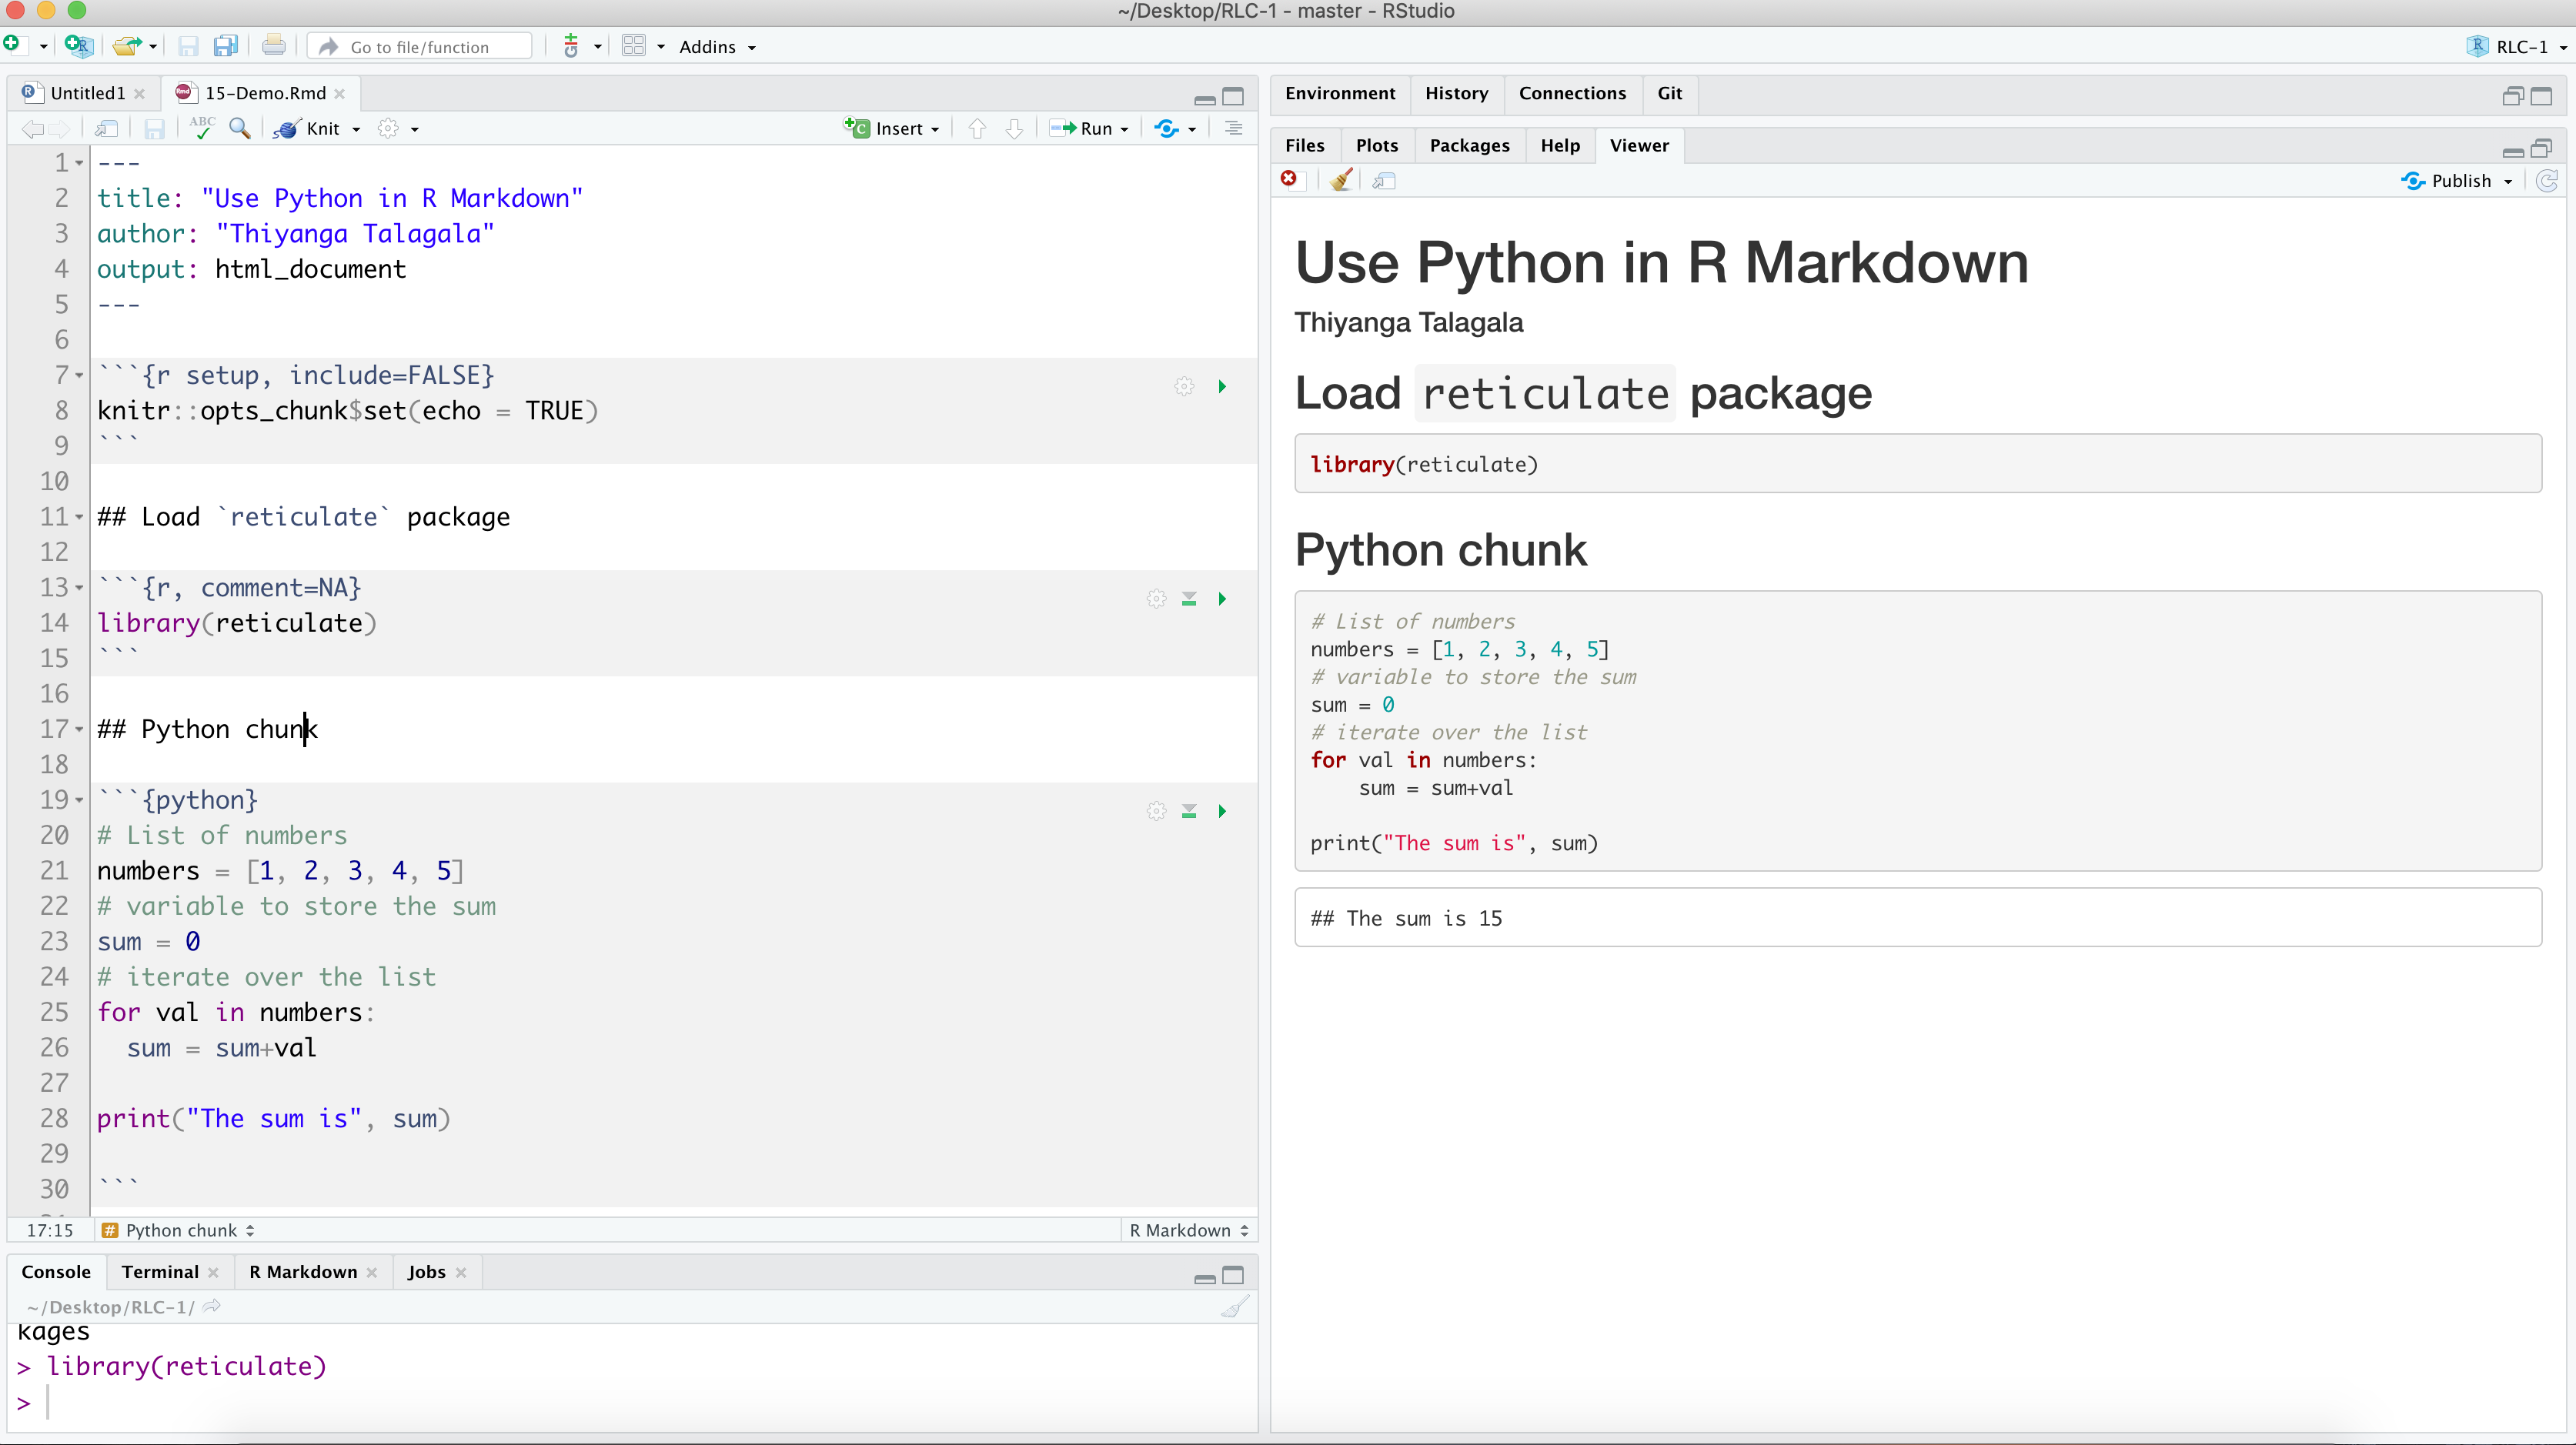 ~/Desktop/RLC-1 - master - RStudio
Go to file/function
Addins
RLC-1
Untitled1
15-Demo.Rmd
ABC
Knit
Insert
Run
1 ---
2 title: "Use Python in R Markdown"
3 author: "Thiyanga Talagala"
4 output: html_document
5 ---
6
7 ```{r setup, include=FALSE}
8 knitr::opts_chunk$set(echo = TRUE)
9 ```
10
11 ## Load `reticulate` package
12
13 ```{r, comment=NA}
14 library(reticulate)
15 ```
16
17 ## Python chunk
18
19 ```{python}
20 # List of numbers
21 numbers = [1, 2, 3, 4, 5]
22 # variable to store the sum
23 sum = 0
24 # iterate over the list
25 for val in numbers:
26   sum = sum+val
27
28 print("The sum is", sum)
29
30 ```
17:15
# Python chunk
R Markdown
Console
Terminal
R Markdown
Jobs
~/Desktop/RLC-1/
kages
> library(reticulate)
>
Environment
History
Connections
Git
Files
Plots
Packages
Help
Viewer
Publish
Use Python in R Markdown
Thiyanga Talagala
Load reticulate package
library(reticulate)
Python chunk
# List of numbers
numbers = [1, 2, 3, 4, 5]
# variable to store the sum
sum = 0
# iterate over the list
for val in numbers:
    sum = sum+val
print("The sum is", sum)
## The sum is 15